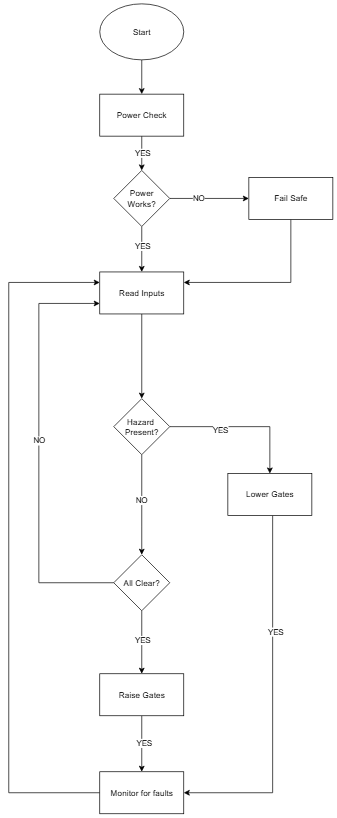 Start
Power Check
YES
Power
Works?
NO
Fail Safe
YES
Read Inputs
Hazard
Present?
YES
NO
Lower Gates
NO
All Clear?
YES
YES
Raise Gates
YES
Monitor for faults